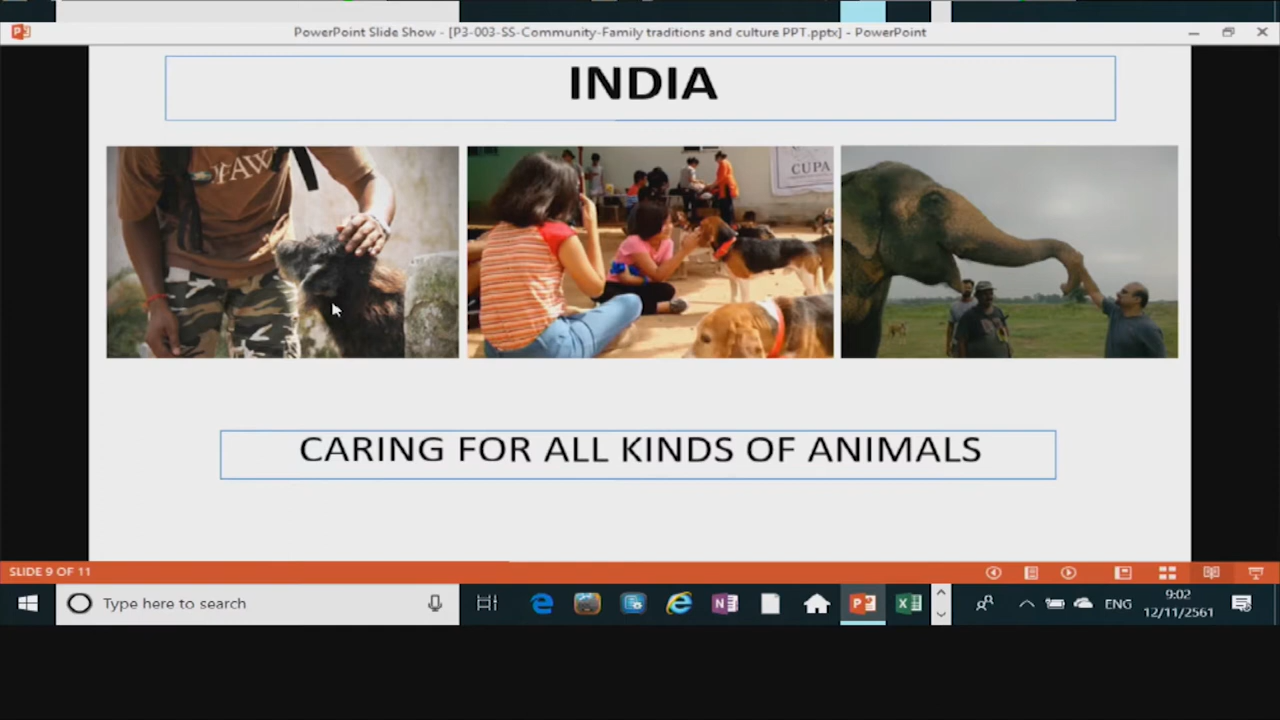 PowerPoint Slide Show - [P3-003-SS-Community-Family traditions and culture PPT.pptx] - PowerPoint
INDIA
CUPA
CARING FOR ALL KINDS OF ANIMALS
SLIDE 9 OF 11
Type here to search
ENG
9:02
12/11/2561